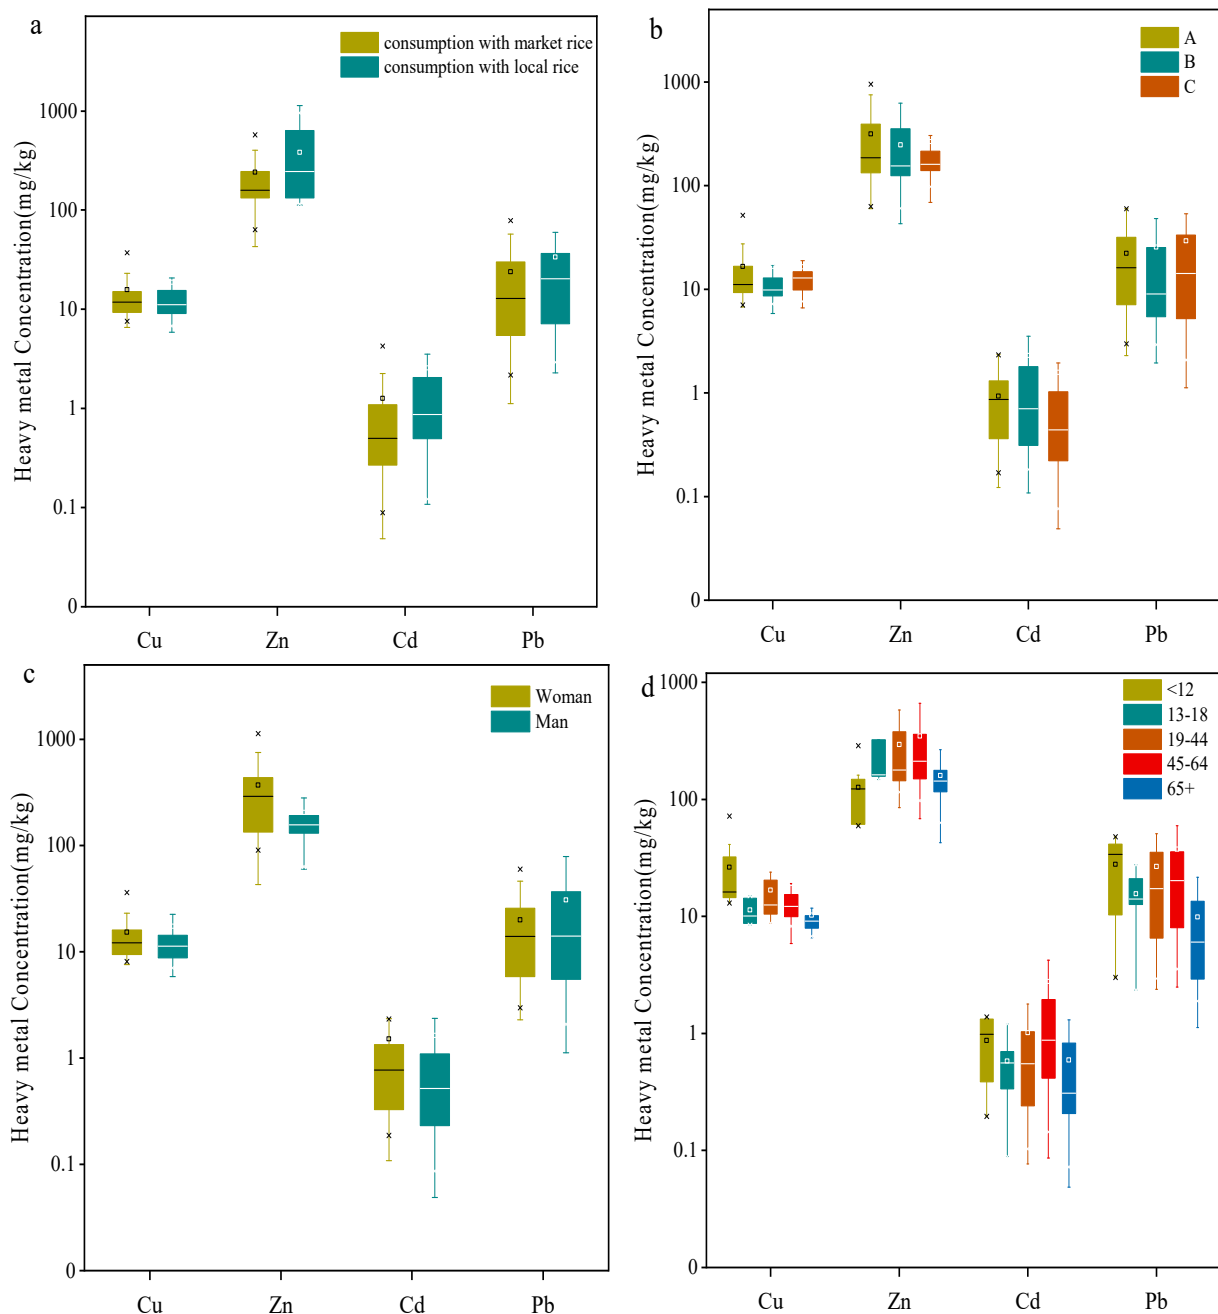 a
consumption with market rice
consumption with local rice
Heavy metal Concentration(mg/kg)
1000
100
10
1
0.1
0
Cu Zn Cd Pb
b
A
B
C
Heavy metal Concentration(mg/kg)
1000
100
10
1
0.1
0
Cu Zn Cd Pb
c
Woman
Man
Heavy metal Concentration(mg/kg)
1000
100
10
1
0.1
0
Cu Zn Cd Pb
d
<12
13-18
19-44
45-64
65+
Heavy metal Concentration(mg/kg)
1000
100
10
1
0.1
0
Cu Zn Cd Pb